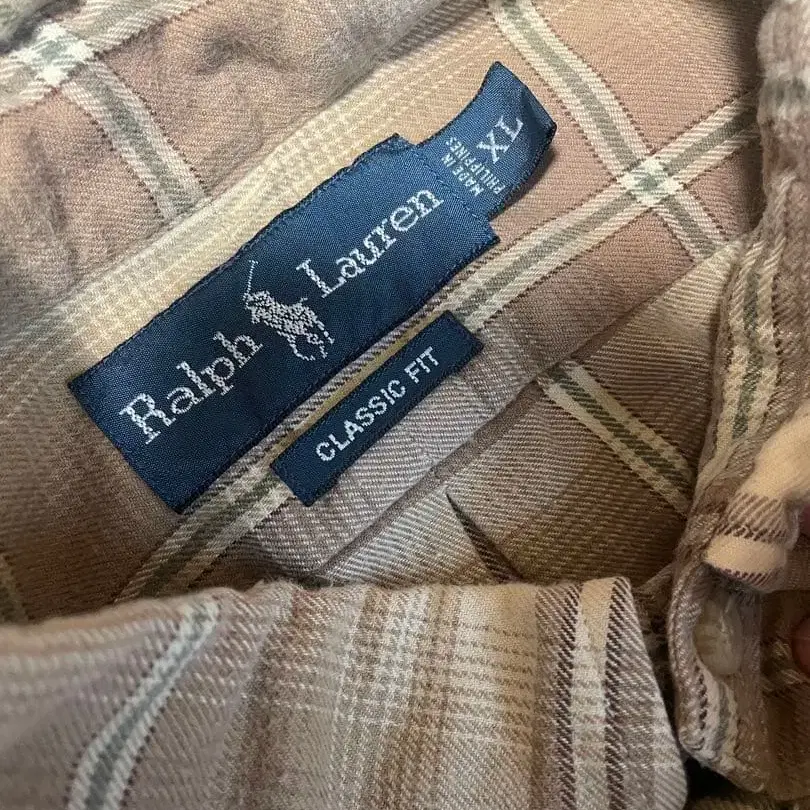 Ralph Lauren
XL
MADE IN
PHILIPPINES
CLASSIC FIT